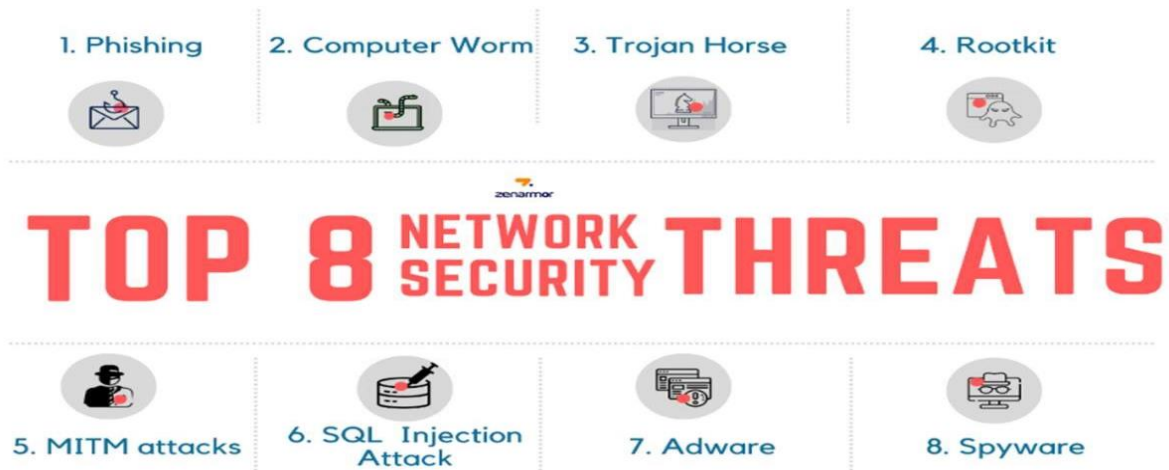 1. Phishing
2. Computer Worm
3. Trojan Horse
4. Rootkit
zenarmor
TOP 8 NETWORK SECURITY THREATS
5. MITM attacks
6. SQL Injection Attack
7. Adware
8. Spyware